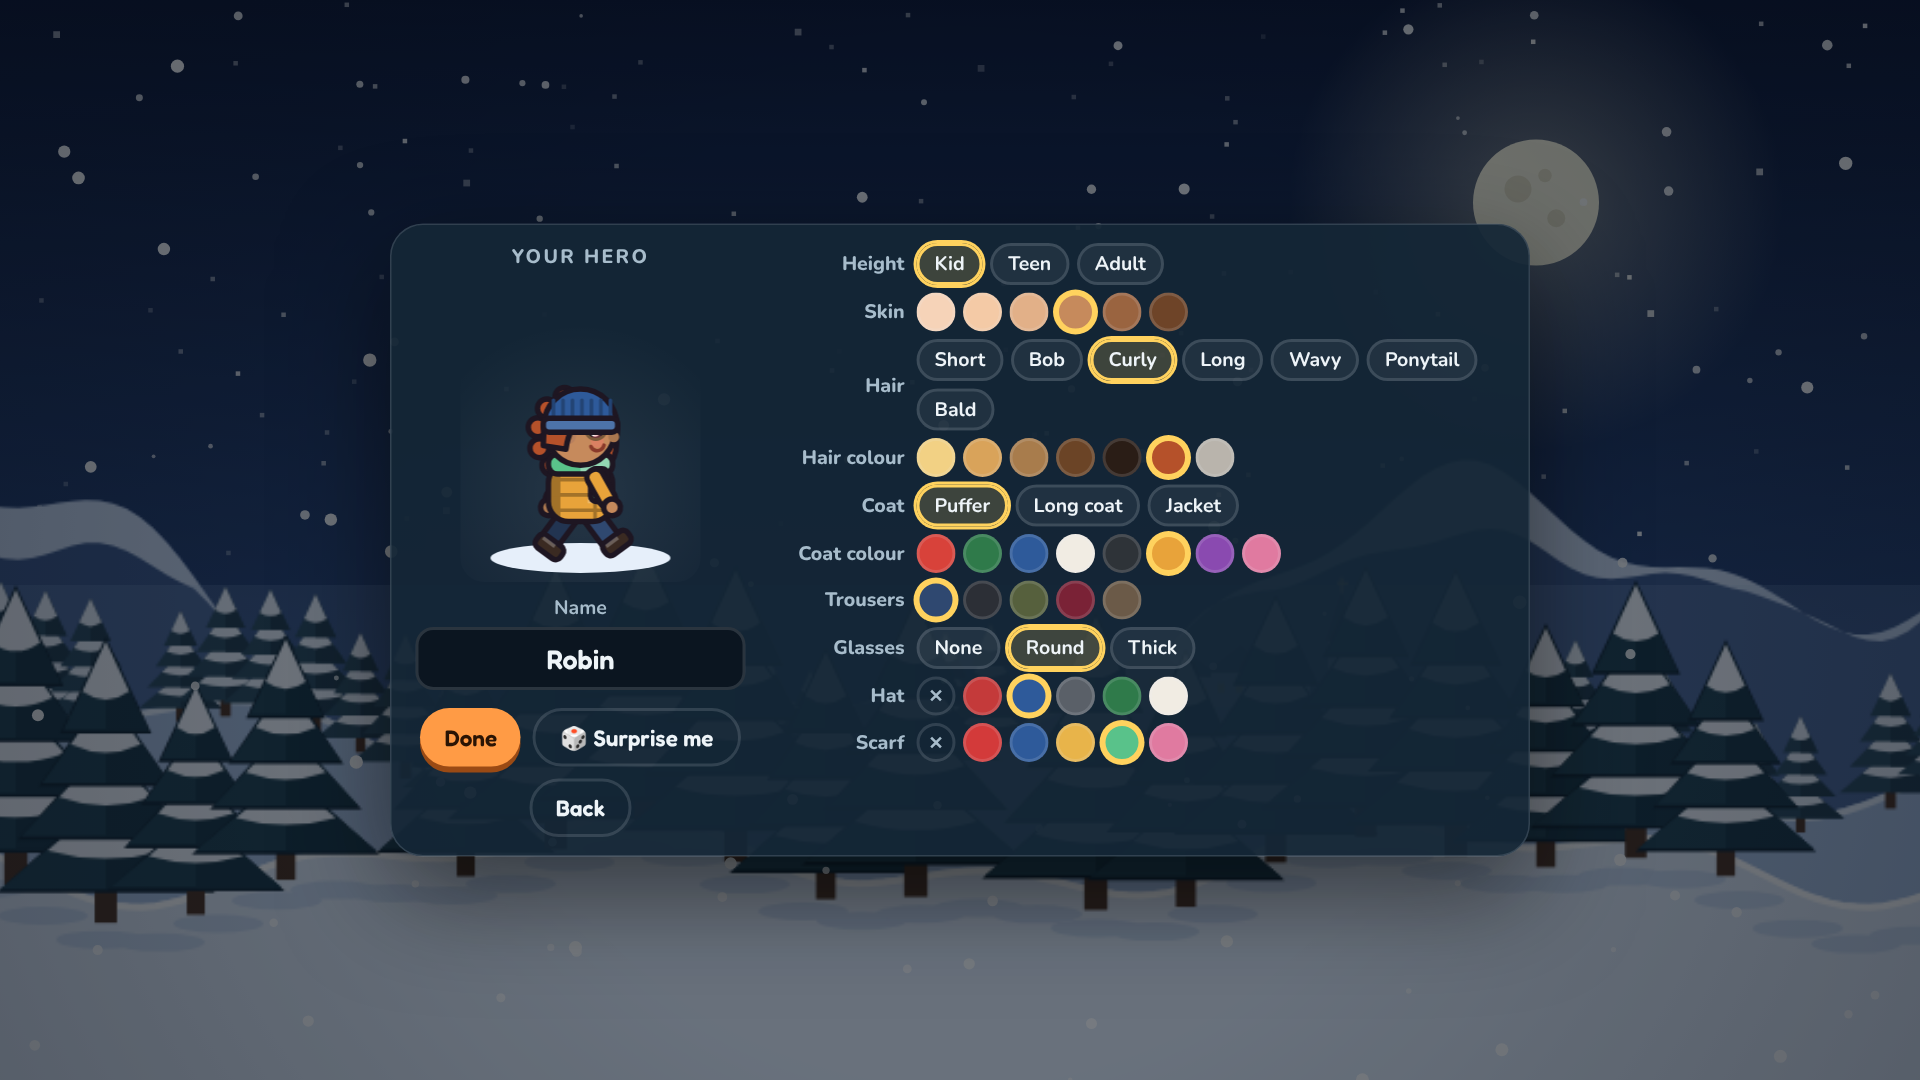 YOUR HERO
Name
Robin
Done
🎲 Surprise me
Back
Height Kid Teen Adult
Skin
Hair Short Bob Curly Long Wavy Ponytail
Bald
Hair colour
Coat Puffer Long coat Jacket
Coat colour
Trousers
Glasses None Round Thick
Hat ×
Scarf ×